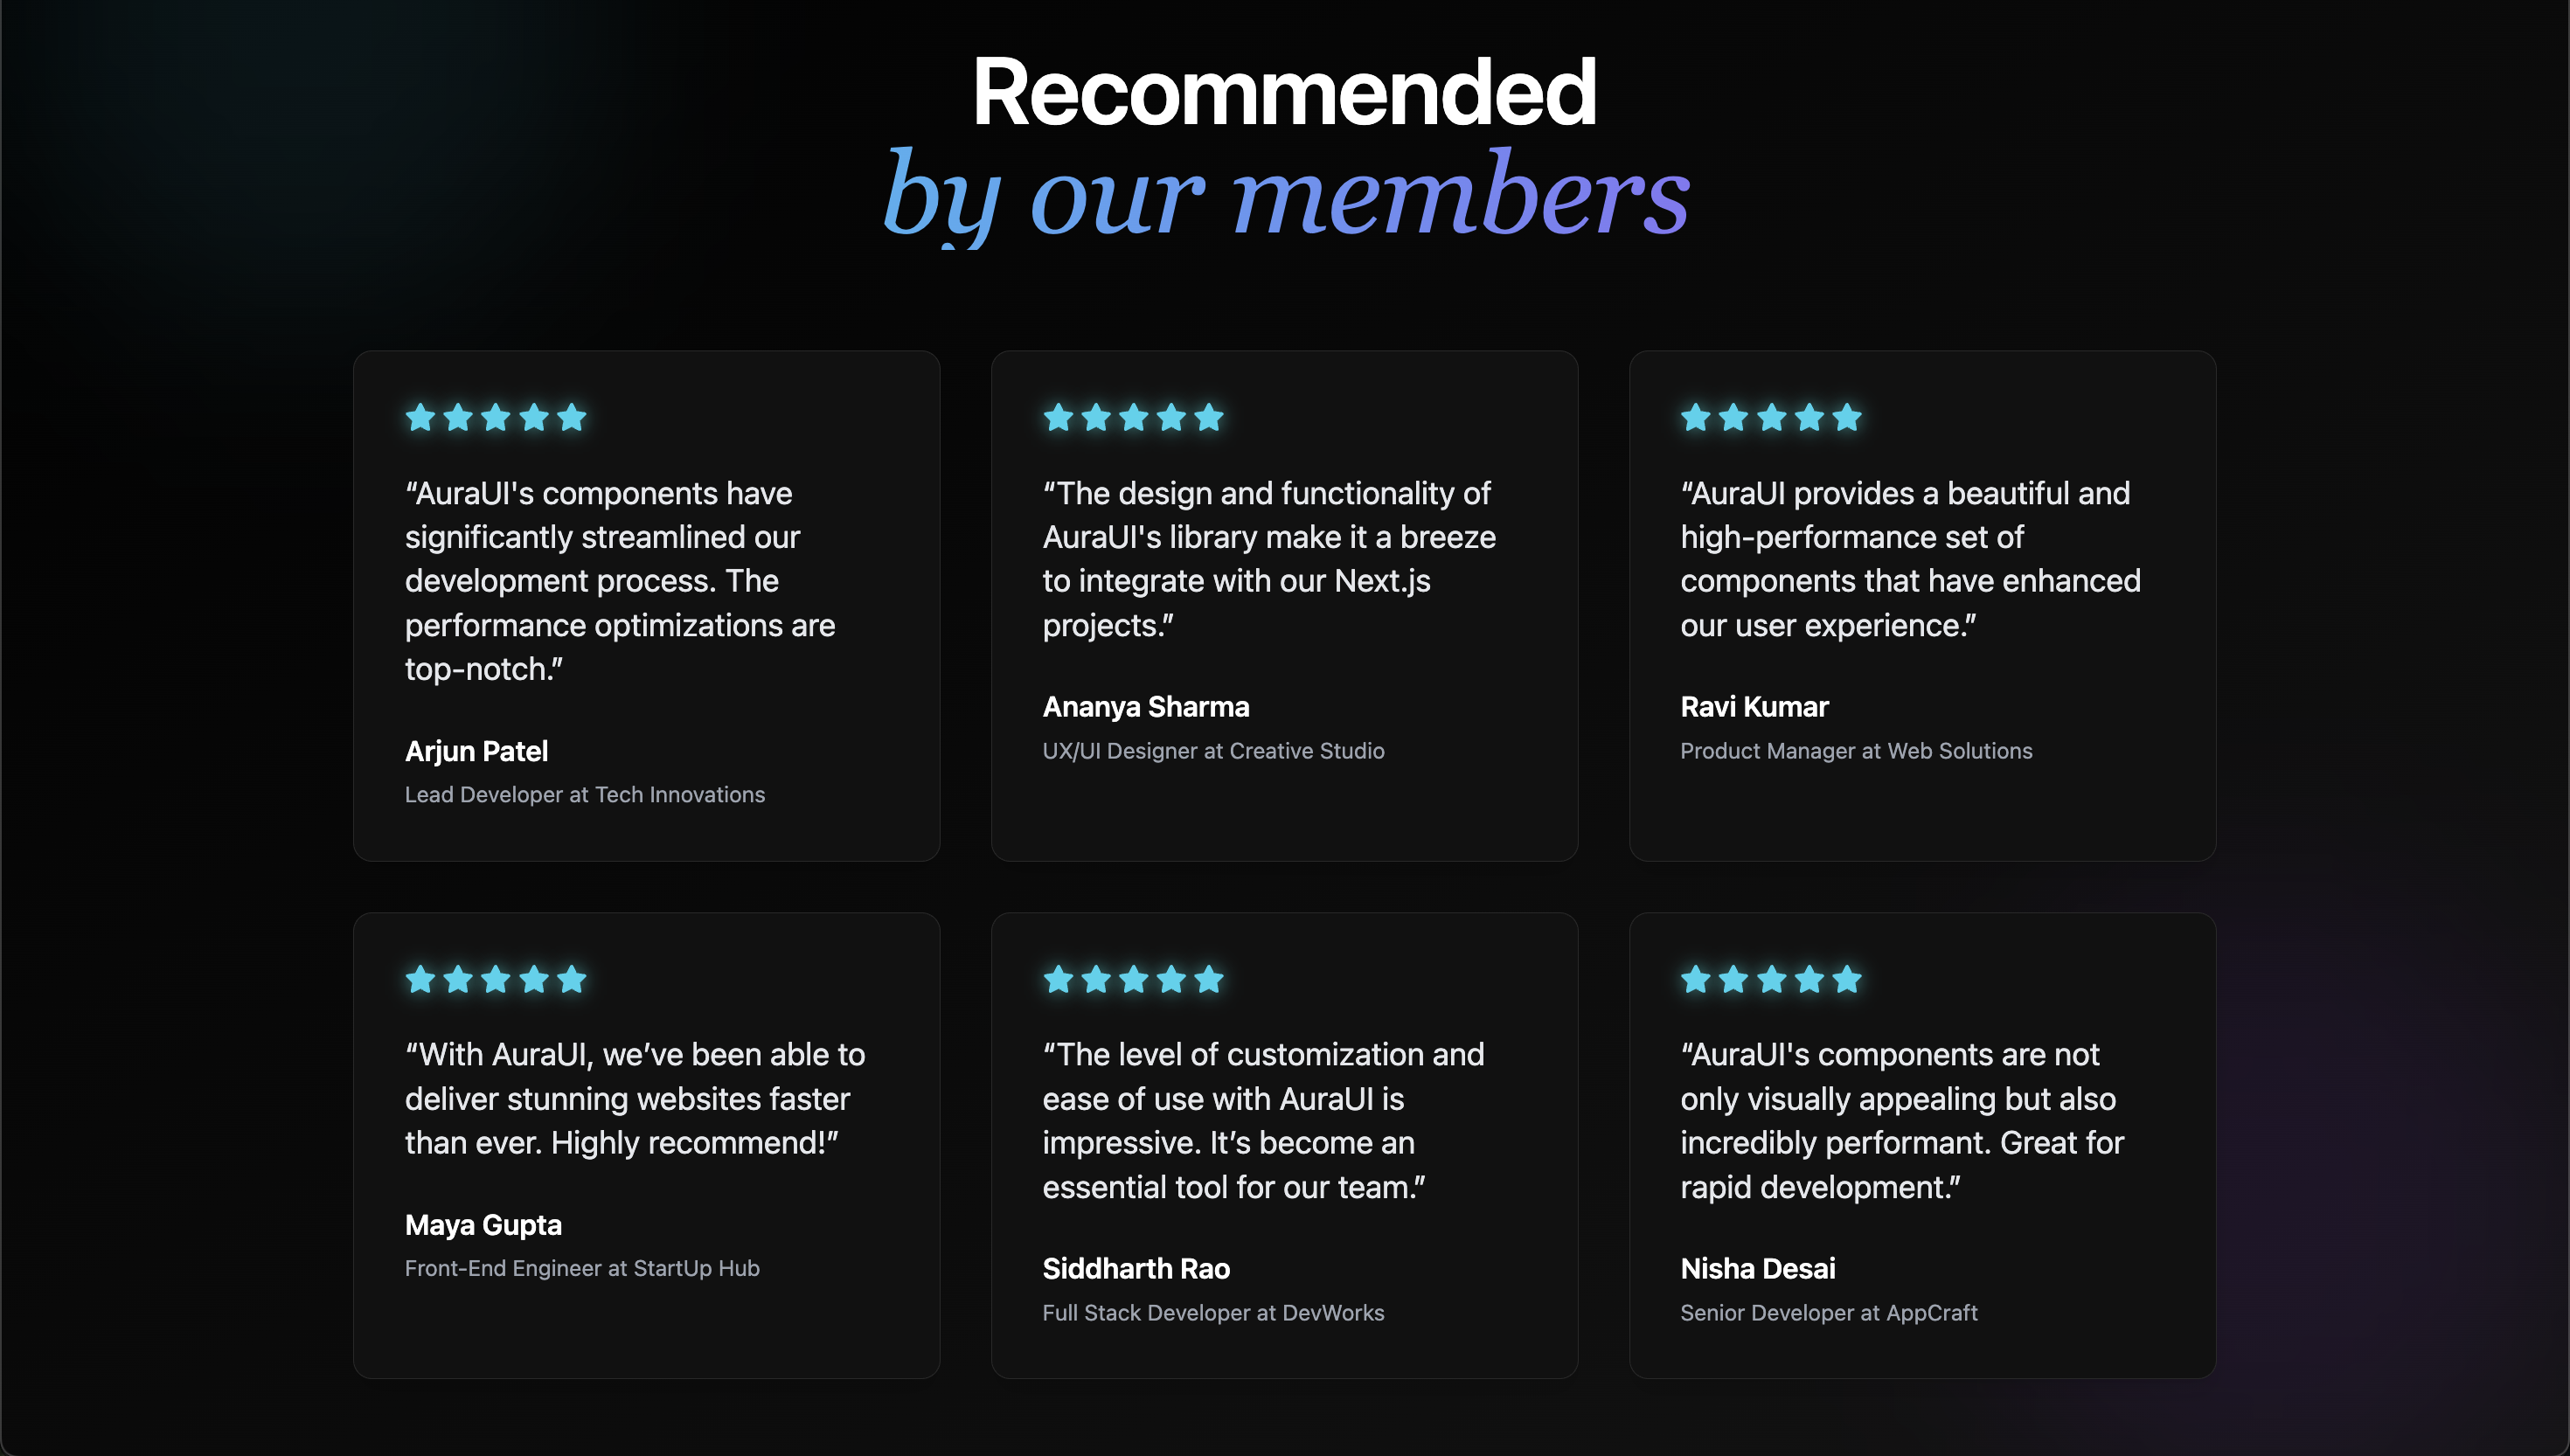 Recommended
by our members
“AuraUI's components have
significantly streamlined our
development process. The
performance optimizations are
top-notch.”
Arjun Patel
Lead Developer at Tech Innovations
“The design and functionality of
AuraUI's library make it a breeze
to integrate with our Next.js
projects.”
Ananya Sharma
UX/UI Designer at Creative Studio
“AuraUI provides a beautiful and
high-performance set of
components that have enhanced
our user experience.”
Ravi Kumar
Product Manager at Web Solutions
“With AuraUI, we’ve been able to
deliver stunning websites faster
than ever. Highly recommend!”
Maya Gupta
Front-End Engineer at StartUp Hub
“The level of customization and
ease of use with AuraUI is
impressive. It’s become an
essential tool for our team.”
Siddharth Rao
Full Stack Developer at DevWorks
“AuraUI's components are not
only visually appealing but also
incredibly performant. Great for
rapid development.”
Nisha Desai
Senior Developer at AppCraft